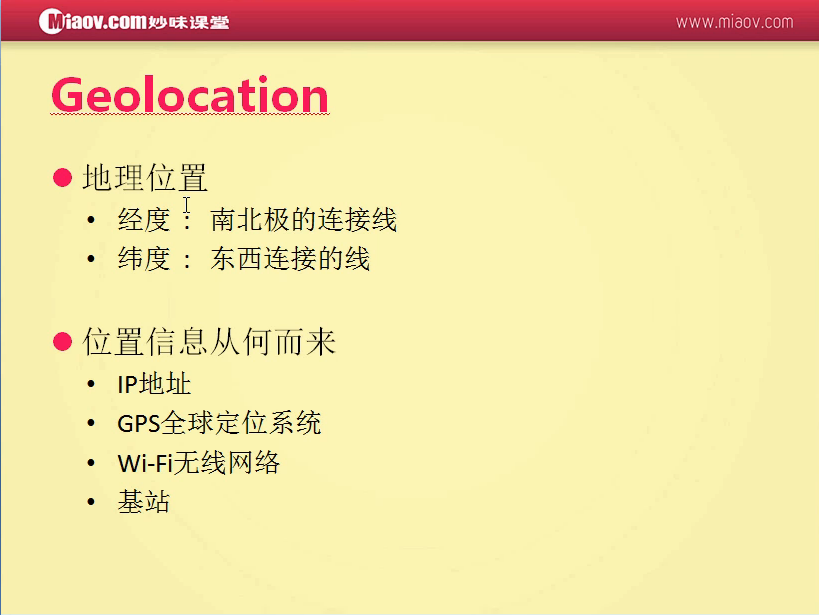 Miaov.com妙味课堂
www.miaov.com
Geolocation
地理位置
• 经度 ： 南北极的连接线
• 纬度 ： 东西连接的线
位置信息从何而来
• IP地址
• GPS全球定位系统
• Wi-Fi无线网络
• 基站